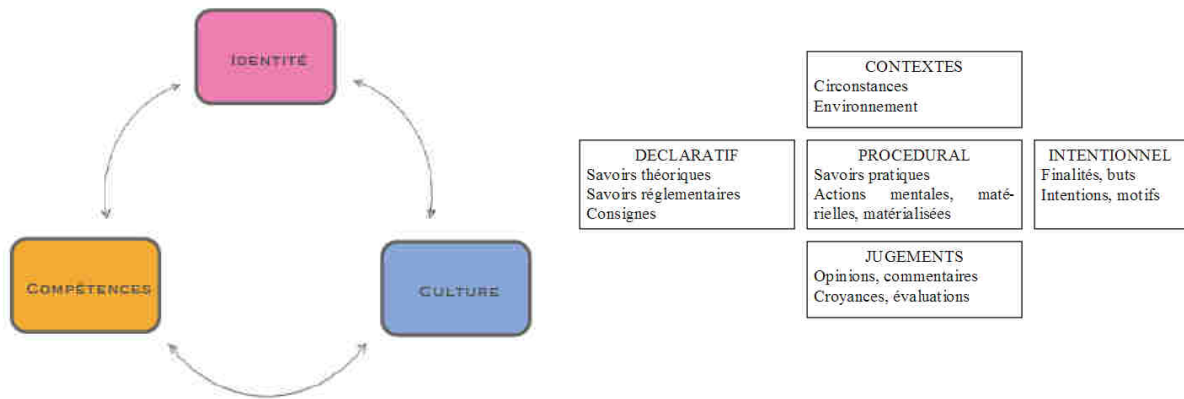 IDENTITÉ
COMPÉTENCES
CULTURE
CONTEXTES
Circonstances
Environnement
DECLARATIF
Savoirs théoriques
Savoirs réglementaires
Consignes
PROCEDURAL
Savoirs pratiques
Actions mentales, maté-
rielles, matérialisées
INTENTIONNEL
Finalités, buts
Intentions, motifs
JUGEMENTS
Opinions, commentaires
Croyances, évaluations